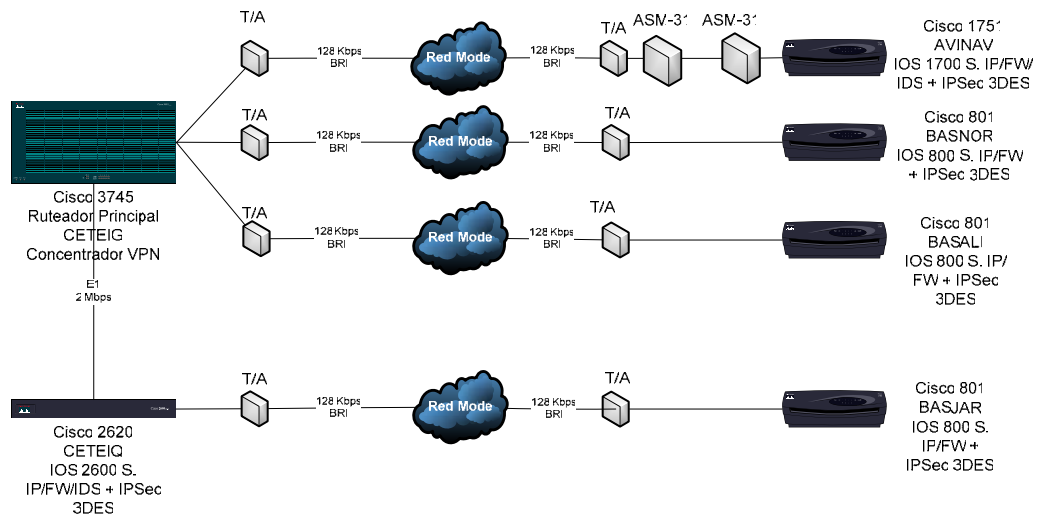 T/A
128 Kbps
BRI
Red Mode
128 Kbps
BRI
T/A
ASM-31
ASM-31
Cisco 1751
AVINAV
IOS 1700 S. IP/FW/
IDS + IPSec 3DES
T/A
128 Kbps
BRI
Red Mode
128 Kbps
BRI
T/A
Cisco 801
BASNOR
IOS 800 S. IP/FW
+ IPSec 3DES
Cisco 3745
Ruteador Principal
CETEIG
Concentrador VPN
T/A
128 Kbps
BRI
Red Mode
128 Kbps
BRI
T/A
Cisco 801
BASALI
IOS 800 S. IP/
FW + IPSec
3DES
E1
2 Mbps
T/A
128 Kbps
BRI
Red Mode
128 Kbps
BRI
T/A
Cisco 801
BASJAR
IOS 800 S.
IP/FW +
IPSec 3DES
Cisco 2620
CETEIQ
IOS 2600 S.
IP/FW/IDS + IPSec
3DES